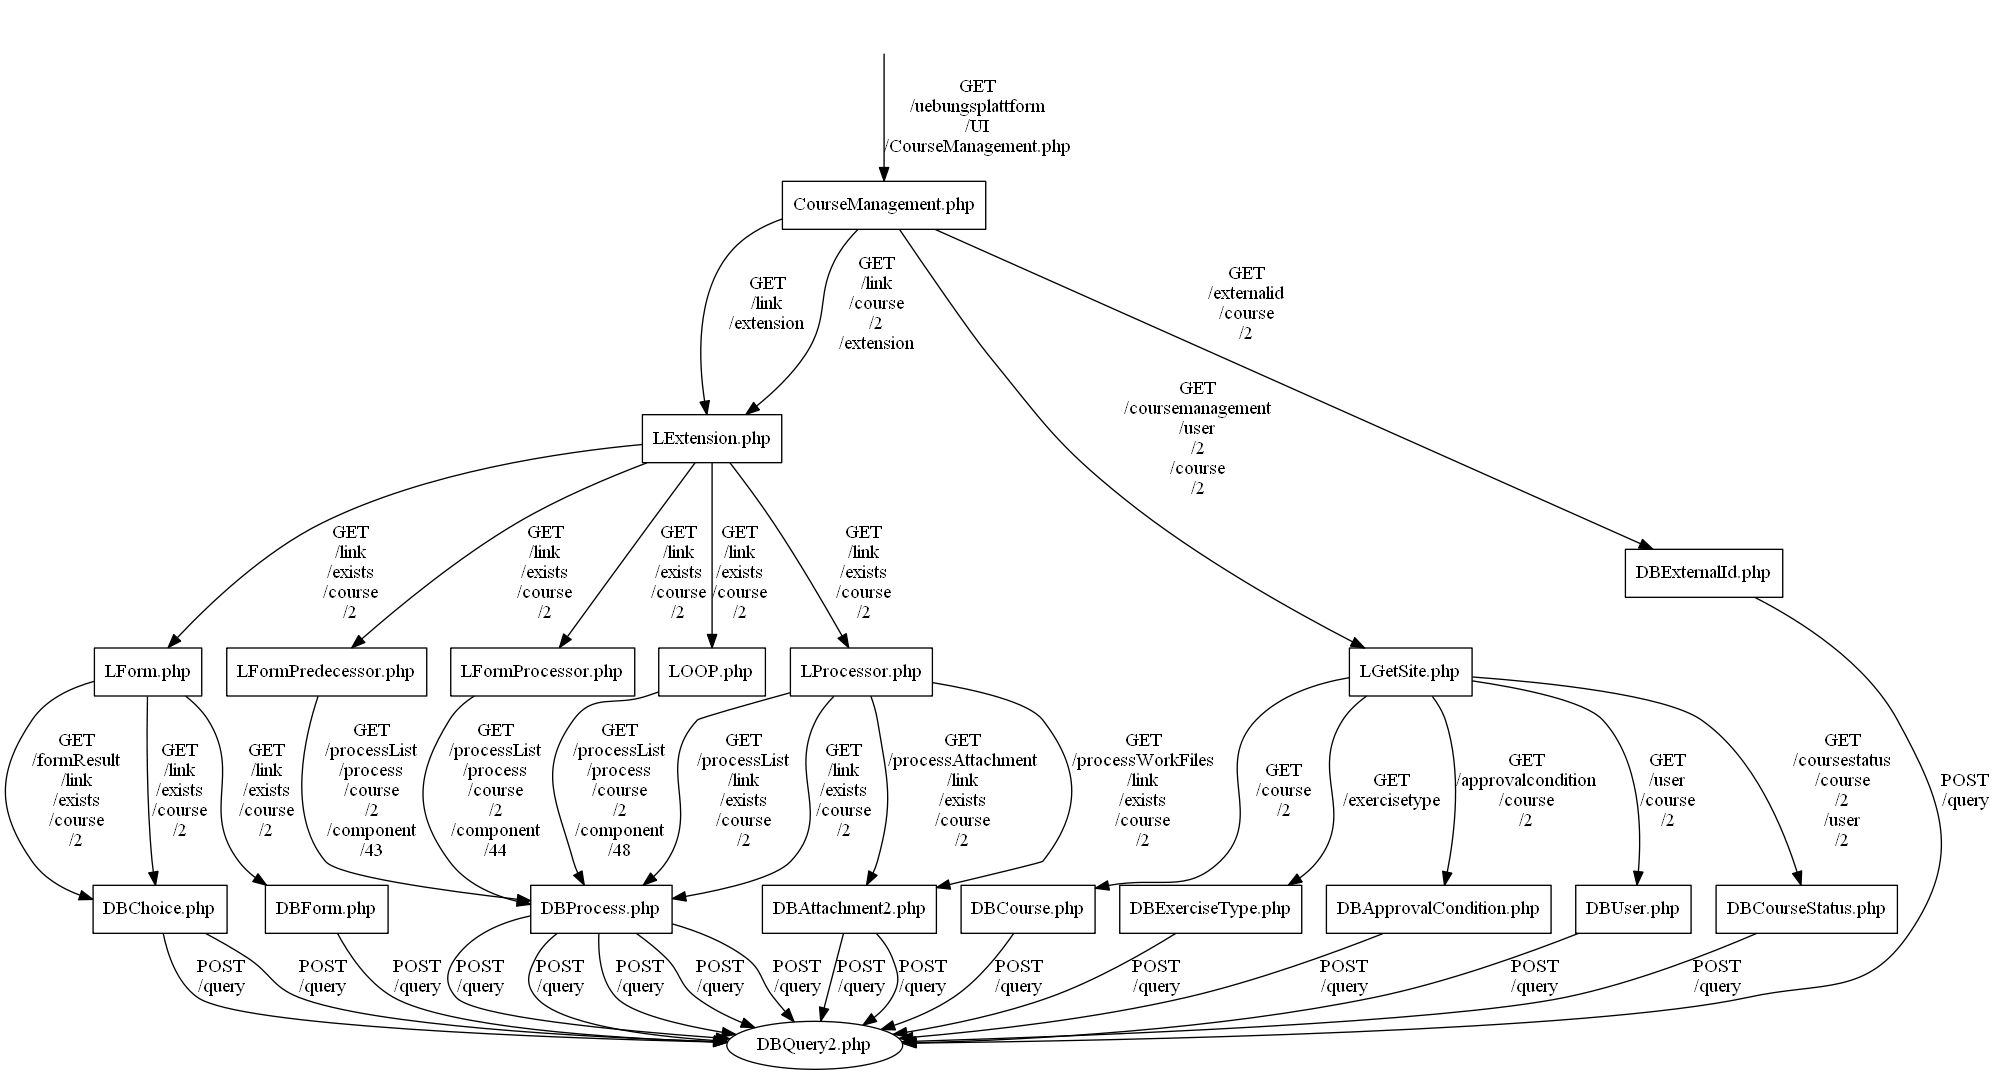 GET
/uebungsplattform
/UI
/CourseManagement.php
CourseManagement.php
GET
/link
/extension
GET
/link
/course
/2
/extension
GET
/coursemanagement
/user
/2
/course
/2
GET
/externalid
/course
/2
LExtension.php
GET
/link
/exists
/course
/2
GET
/link
/exists
/course
/2
GET
/link
/exists
/course
/2
GET
/link
/exists
/course
/2
GET
/link
/exists
/course
/2
DBExternalId.php
LForm.php
LFormPredecessor.php
LFormProcessor.php
LOOP.php
LProcessor.php
LGetSite.php
GET
/formResult
/link
/exists
/course
/2
GET
/link
/exists
/course
/2
GET
/link
/exists
/course
/2
GET
/processList
/process
/course
/2
/component
/43
GET
/processList
/process
/course
/2
/component
/44
GET
/processList
/process
/course
/2
/component
/48
GET
/processList
/link
/exists
/course
/2
GET
/link
/exists
/course
/2
GET
/processAttachment
/link
/exists
/course
/2
GET
/processWorkFiles
/link
/exists
/course
/2
GET
/course
/2
GET
/exercisetype
GET
/approvalcondition
/course
/2
GET
/user
/course
/2
GET
/coursestatus
/course
/2
/user
/2
POST
/query
DBChoice.php
DBForm.php
DBProcess.php
DBAttachment2.php
DBCourse.php
DBExerciseType.php
DBApprovalCondition.php
DBUser.php
DBCourseStatus.php
POST
/query
POST
/query
POST
/query
POST
/query
POST
/query
POST
/query
POST
/query
POST
/query
POST
/query
POST
/query
POST
/query
POST
/query
POST
/query
POST
/query
POST
/query
DBQuery2.php